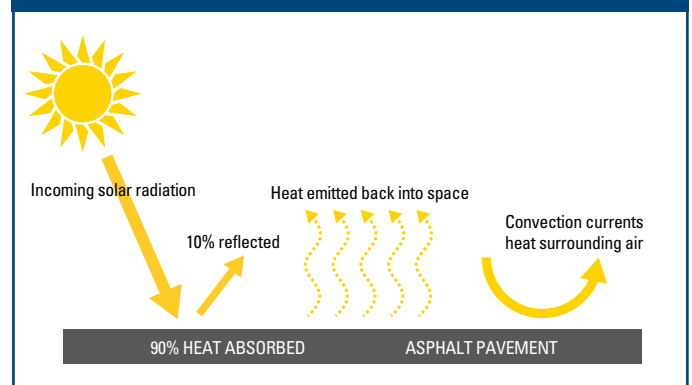 Incoming solar radiation
Heat emitted back into space
10% reflected
Convection currents
heat surrounding air
90% HEAT ABSORBED
ASPHALT PAVEMENT